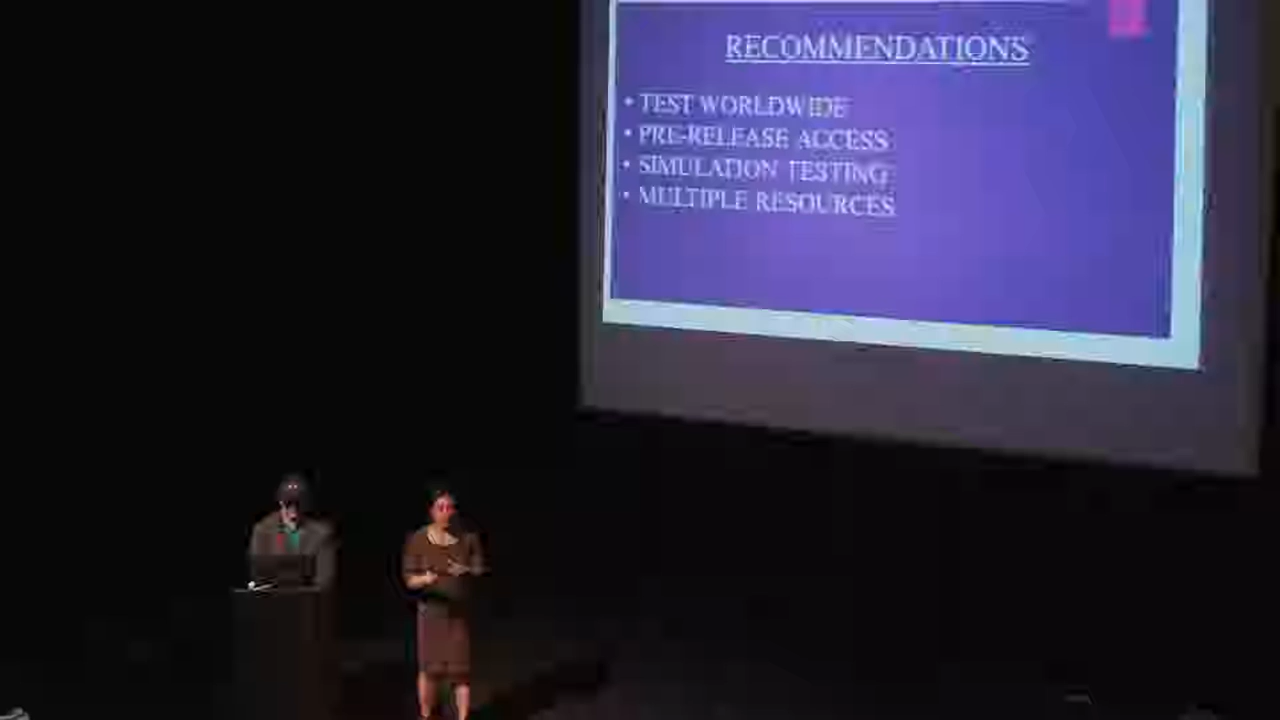 RECOMMENDATIONS
• TEST WORLDWIDE
• PRE-RELEASE ACCESS
• SIMULATION TESTING
• MULTIPLE RESOURCES